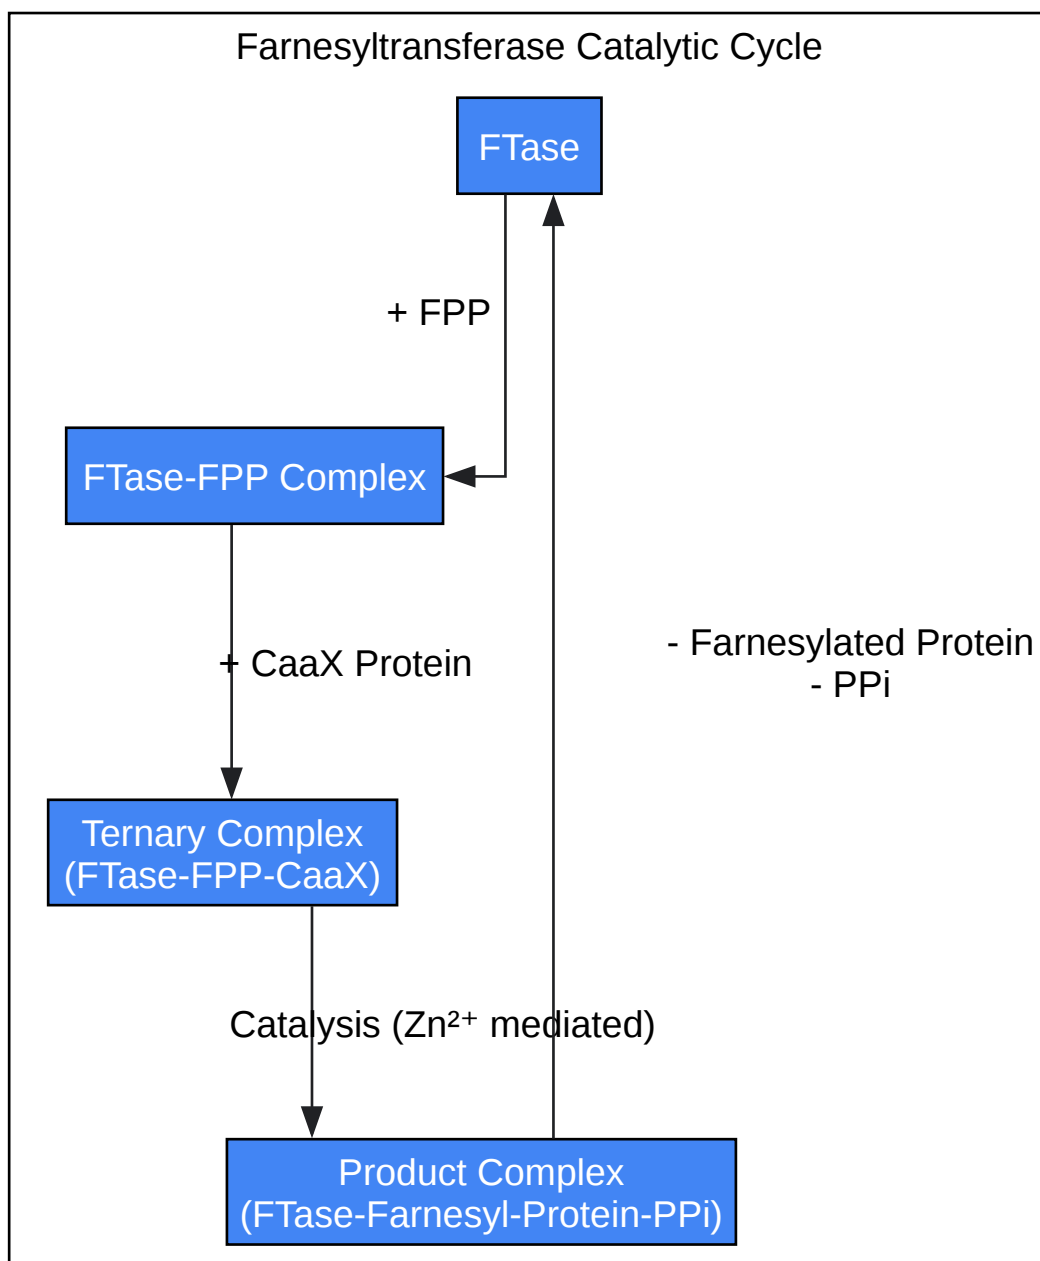 Farnesyltransferase Catalytic Cycle
FTase
+ FPP
FTase-FPP Complex
- Farnesylated Protein
- PPi
+ CaaX Protein
Ternary Complex
(FTase-FPP-CaaX)
Catalysis (Zn²⁺ mediated)
Product Complex
(FTase-Farnesyl-Protein-PPi)